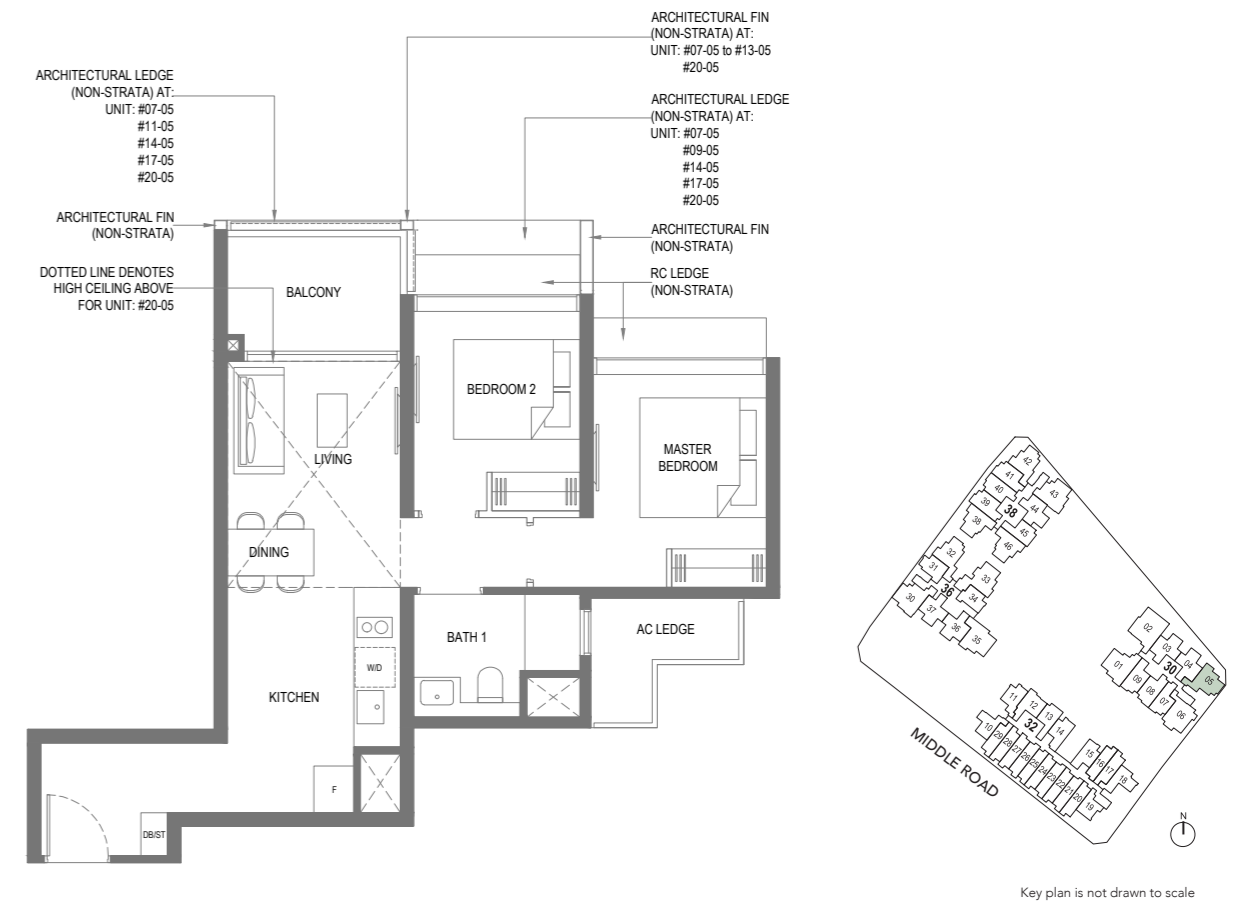 ARCHITECTURAL FIN
(NON-STRATA) AT:
UNIT: #07-05 to #13-05
#20-05
ARCHITECTURAL LEDGE
(NON-STRATA) AT:
UNIT: #07-05
#11-05
#14-05
#17-05
#20-05
ARCHITECTURAL LEDGE
(NON-STRATA) AT:
UNIT: #07-05
#09-05
#14-05
#17-05
#20-05
ARCHITECTURAL FIN
(NON-STRATA)
ARCHITECTURAL FIN
(NON-STRATA)
DOTTED LINE DENOTES
HIGH CEILING ABOVE
FOR UNIT: #20-05
RC LEDGE
(NON-STRATA)
BALCONY
BEDROOM 2
LIVING
MASTER
BEDROOM
DINING
BATH 1
AC LEDGE
W/D
KITCHEN
F
DB/ST
42
41
40
39
38
38
43
44
45
46
32
31
30
36
33
34
37
36
35
02
03
04
05
30
01
09
08
07
06
11
12
13
14
32
10
29
28
27
26
25
24
23
22
21
20
19
15
16
17
18
MIDDLE ROAD
N
Key plan is not drawn to scale